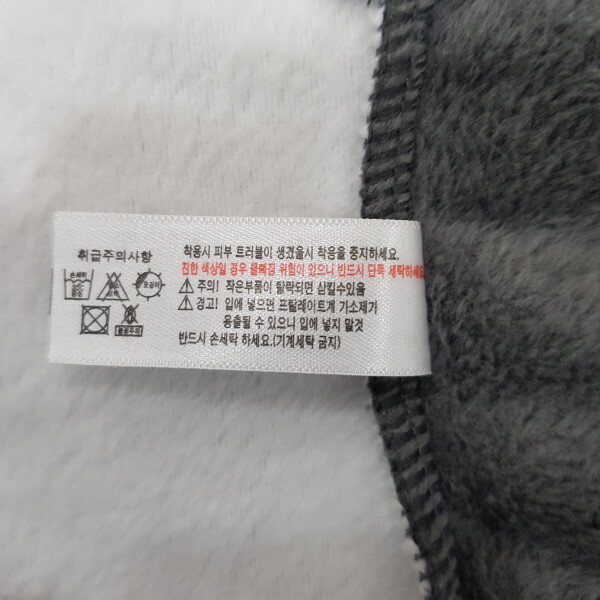 취급주의사항
손세탁
옷걸이
착용시 피부 트러블이 생겼을시 착용을 중지하세요.
진한 색상일 경우 물빠짐 위험이 있으니 반드시 단독 세탁하세요
⚠ 주의! 작은부품이 탈락되면 삼킬수있음
⚠ 경고! 입에 넣으면 프탈레이트계 가소제가
용출될 수 있으니 입에 넣지 말것
반드시 손세탁 하세요.(기계세탁 금지)